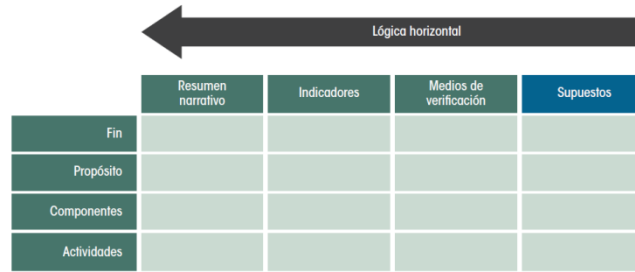 Lógica horizontal
Resumen
narrativo
Indicadores
Medios de
verificación
Supuestos
Fin
Propósito
Componentes
Actividades